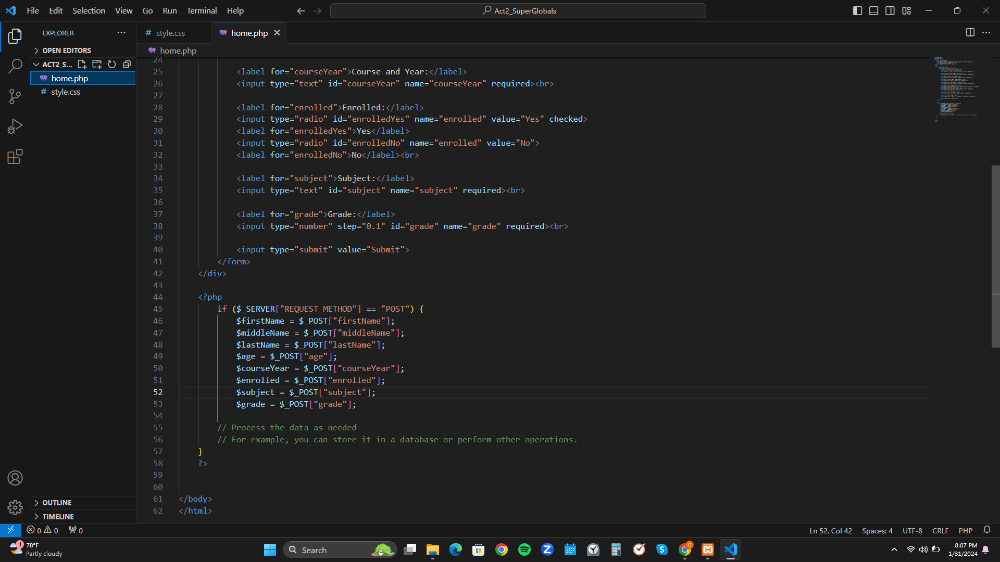 File Edit Selection View Go Run Terminal Help
Act2_SuperGlobals
EXPLORER
OPEN EDITORS
ACT2_S...
home.php
style.css
style.css
home.php
home.php
24
25 <label for="courseYear">Course and Year:</label>
26 <input type="text" id="courseYear" name="courseYear" required><br>
27
28 <label for="enrolled">Enrolled:</label>
29 <input type="radio" id="enrolledYes" name="enrolled" value="Yes" checked>
30 <label for="enrolledYes">Yes</label>
31 <input type="radio" id="enrolledNo" name="enrolled" value="No">
32 <label for="enrolledNo">No</label><br>
33
34 <label for="subject">Subject:</label>
35 <input type="text" id="subject" name="subject" required><br>
36
37 <label for="grade">Grade:</label>
38 <input type="number" step="0.1" id="grade" name="grade" required><br>
39
40 <input type="submit" value="Submit">
41 </form>
42 </div>
43
44 <?php
45 if ($_SERVER["REQUEST_METHOD"] == "POST") {
46 $firstName = $_POST["firstName"];
47 $middleName = $_POST["middleName"];
48 $lastName = $_POST["lastName"];
49 $age = $_POST["age"];
50 $courseYear = $_POST["courseYear"];
51 $enrolled = $_POST["enrolled"];
52 $subject = $_POST["subject"];
53 $grade = $_POST["grade"];
54
55 // Process the data as needed
56 // For example, you can store it in a database or perform other operations.
57 }
58 ?>
59
60
61 </body>
62 </html>
OUTLINE
TIMELINE
0 0 0
Ln 52, Col 42 Spaces: 4 UTF-8 CRLF PHP
1
78°F
Partly cloudy
Search
8:07 PM
1/31/2024